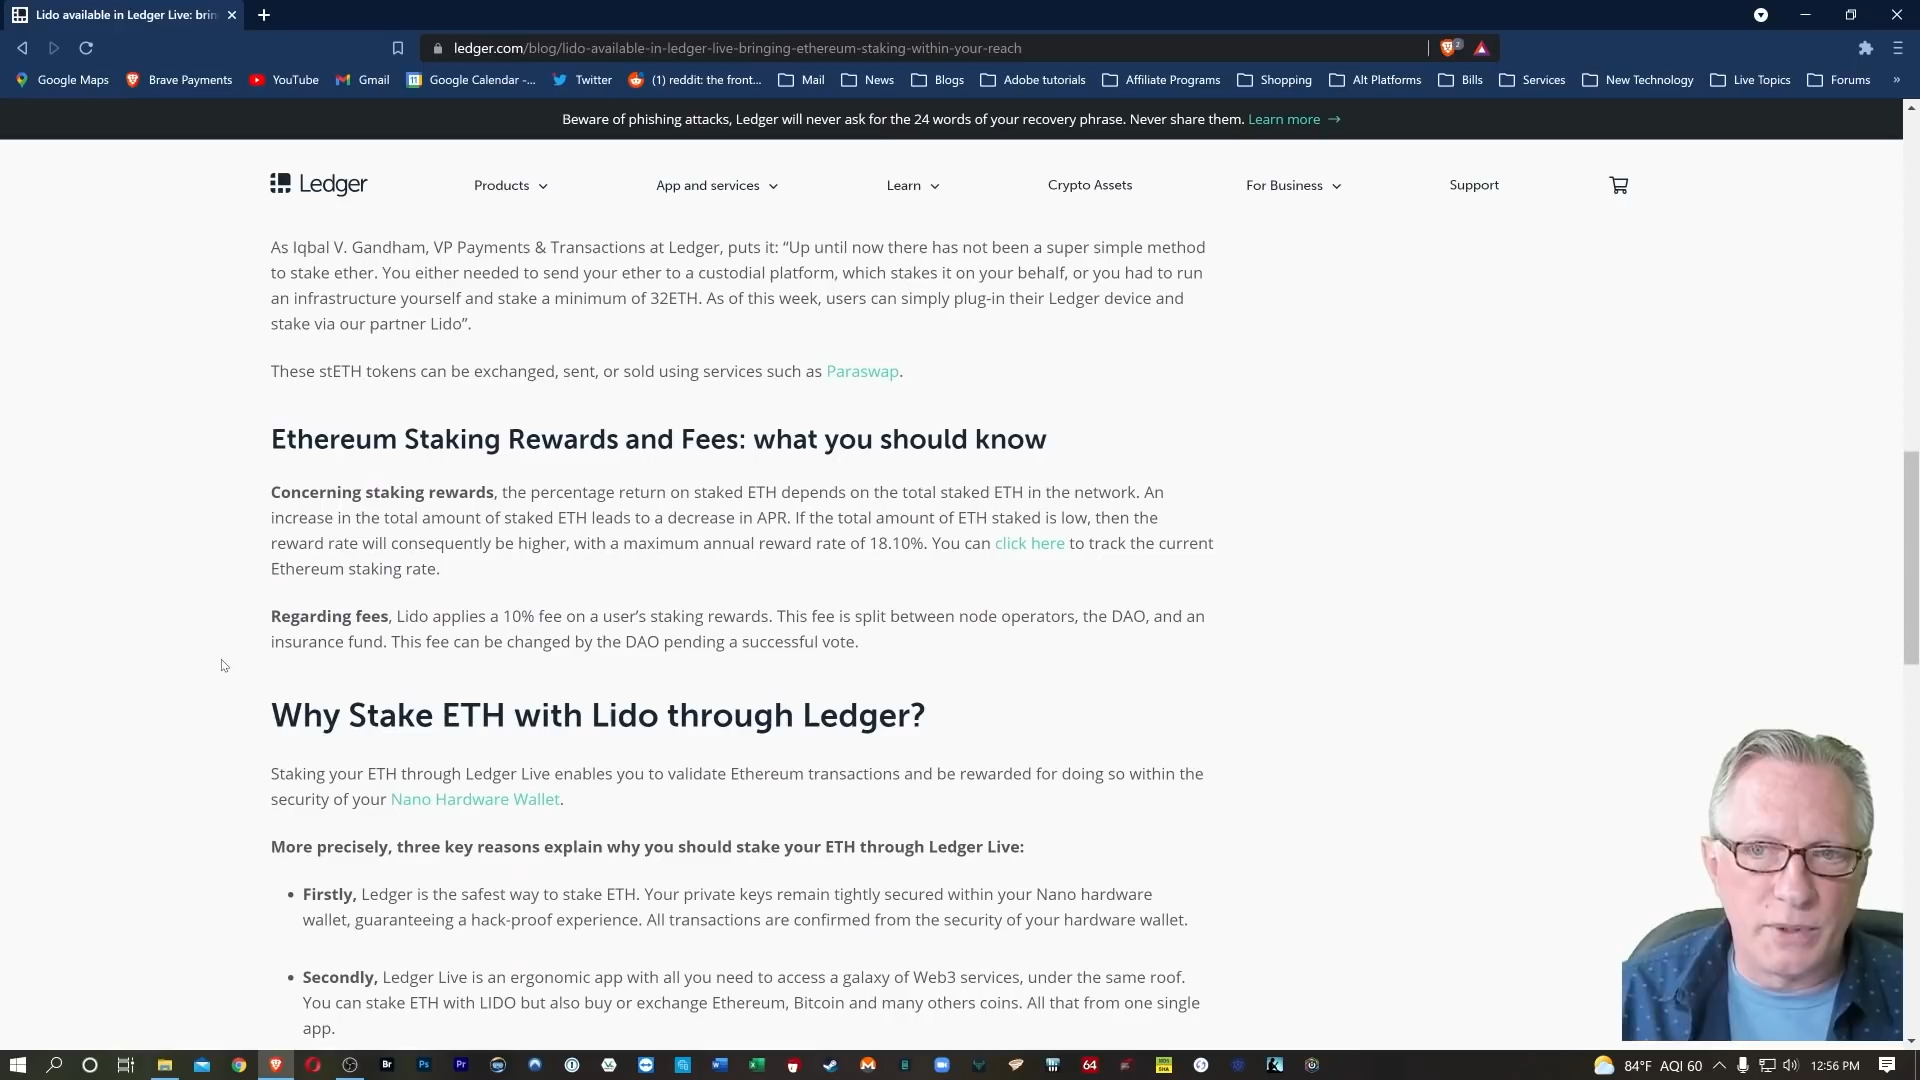 Lido available in Ledger Live: brin
ledger.com/blog/lido-available-in-ledger-live-bringing-ethereum-staking-within-your-reach
2
Google Maps
Brave Payments
YouTube
Gmail
Google Calendar -...
Twitter
(1) reddit: the front...
Mail
News
Blogs
Adobe tutorials
Affiliate Programs
Shopping
Alt Platforms
Bills
Services
New Technology
Live Topics
Forums
»
Beware of phishing attacks, Ledger will never ask for the 24 words of your recovery phrase. Never share them. Learn more →
Ledger
Products
App and services
Learn
Crypto Assets
For Business
Support
As Iqbal V. Gandham, VP Payments & Transactions at Ledger, puts it: “Up until now there has not been a super simple method
to stake ether. You either needed to send your ether to a custodial platform, which stakes it on your behalf, or you had to run
an infrastructure yourself and stake a minimum of 32ETH. As of this week, users can simply plug-in their Ledger device and
stake via our partner Lido”.
These stETH tokens can be exchanged, sent, or sold using services such as Paraswap.
Ethereum Staking Rewards and Fees: what you should know
Concerning staking rewards, the percentage return on staked ETH depends on the total staked ETH in the network. An
increase in the total amount of staked ETH leads to a decrease in APR. If the total amount of ETH staked is low, then the
reward rate will consequently be higher, with a maximum annual reward rate of 18.10%. You can click here to track the current
Ethereum staking rate.
Regarding fees, Lido applies a 10% fee on a user’s staking rewards. This fee is split between node operators, the DAO, and an
insurance fund. This fee can be changed by the DAO pending a successful vote.
Why Stake ETH with Lido through Ledger?
Staking your ETH through Ledger Live enables you to validate Ethereum transactions and be rewarded for doing so within the
security of your Nano Hardware Wallet.
More precisely, three key reasons explain why you should stake your ETH through Ledger Live:
• Firstly, Ledger is the safest way to stake ETH. Your private keys remain tightly secured within your Nano hardware
wallet, guaranteeing a hack-proof experience. All transactions are confirmed from the security of your hardware wallet.
• Secondly, Ledger Live is an ergonomic app with all you need to access a galaxy of Web3 services, under the same roof.
You can stake ETH with LIDO but also buy or exchange Ethereum, Bitcoin and many others coins. All that from one single
app.
Br
Ps
Pr
64
84°F AQI 60
12:56 PM